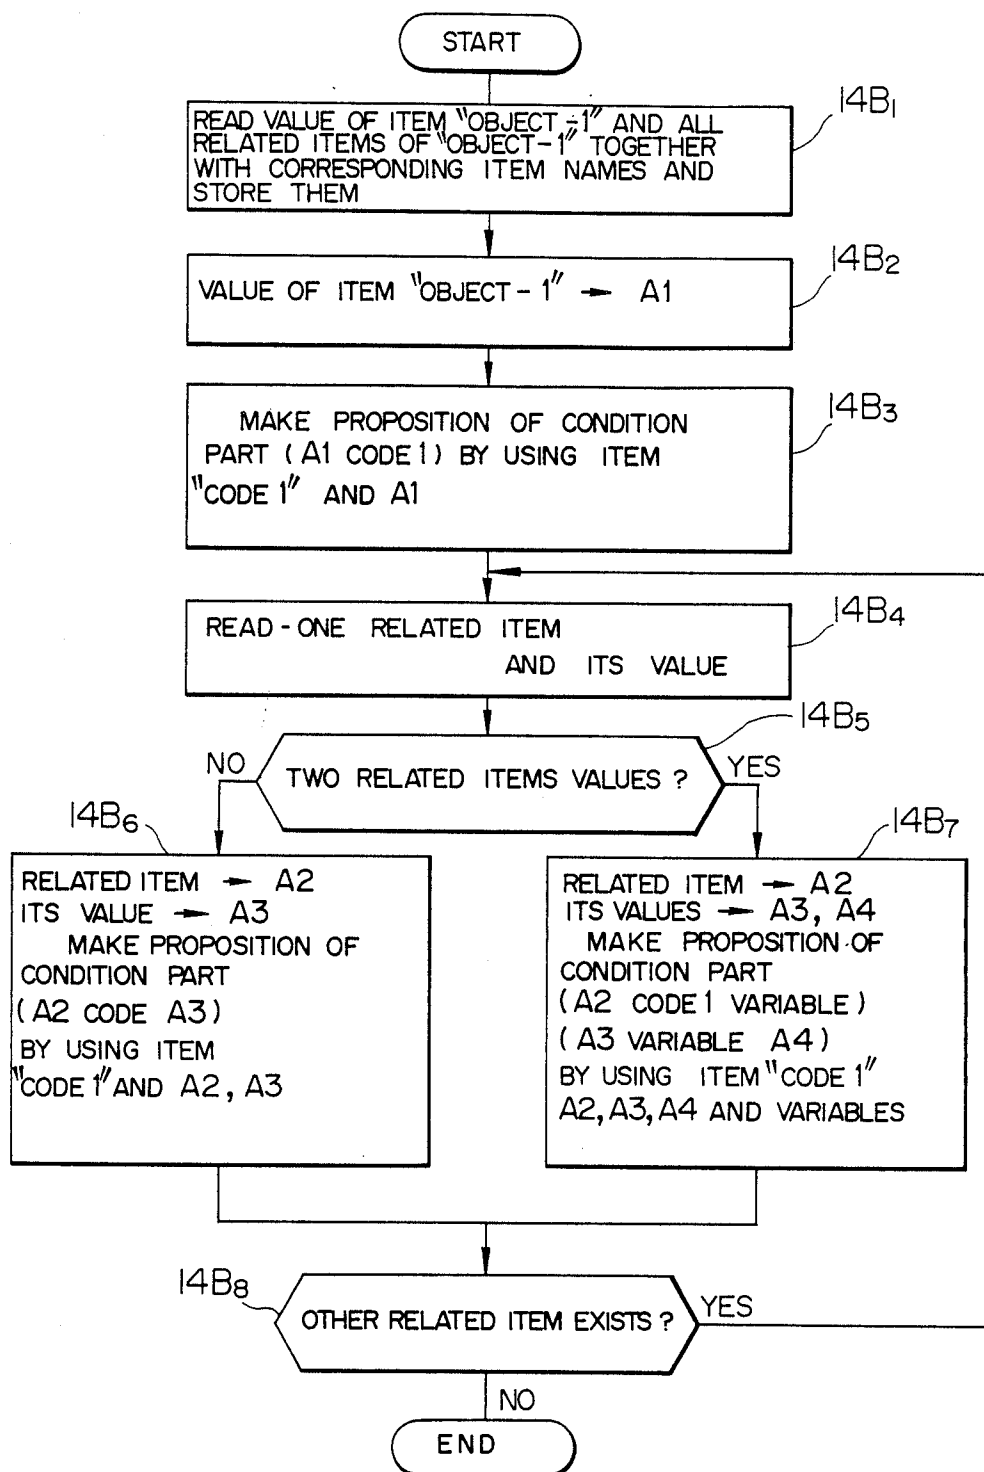 START
14B1
READ VALUE OF ITEM "OBJECT-1" AND ALL
RELATED ITEMS OF "OBJECT-1" TOGETHER
WITH CORRESPONDING ITEM NAMES AND
STORE THEM
14B2
VALUE OF ITEM "OBJECT-1" → A1
14B3
MAKE PROPOSITION OF CONDITION
PART (A1 CODE1) BY USING ITEM
"CODE 1" AND A1
14B4
READ-ONE RELATED ITEM
AND ITS VALUE
14B5
NO
TWO RELATED ITEMS VALUES ?
YES
14B6
RELATED ITEM → A2
ITS VALUE → A3
MAKE PROPOSITION OF
CONDITION PART
(A2 CODE A3)
BY USING ITEM
"CODE 1" AND A2, A3
14B7
RELATED ITEM → A2
ITS VALUES → A3, A4
MAKE PROPOSITION OF
CONDITION PART
(A2 CODE1 VARIABLE)
(A3 VARIABLE A4)
BY USING ITEM "CODE 1"
A2, A3, A4 AND VARIABLES
14B8
OTHER RELATED ITEM EXISTS ?
YES
NO
END